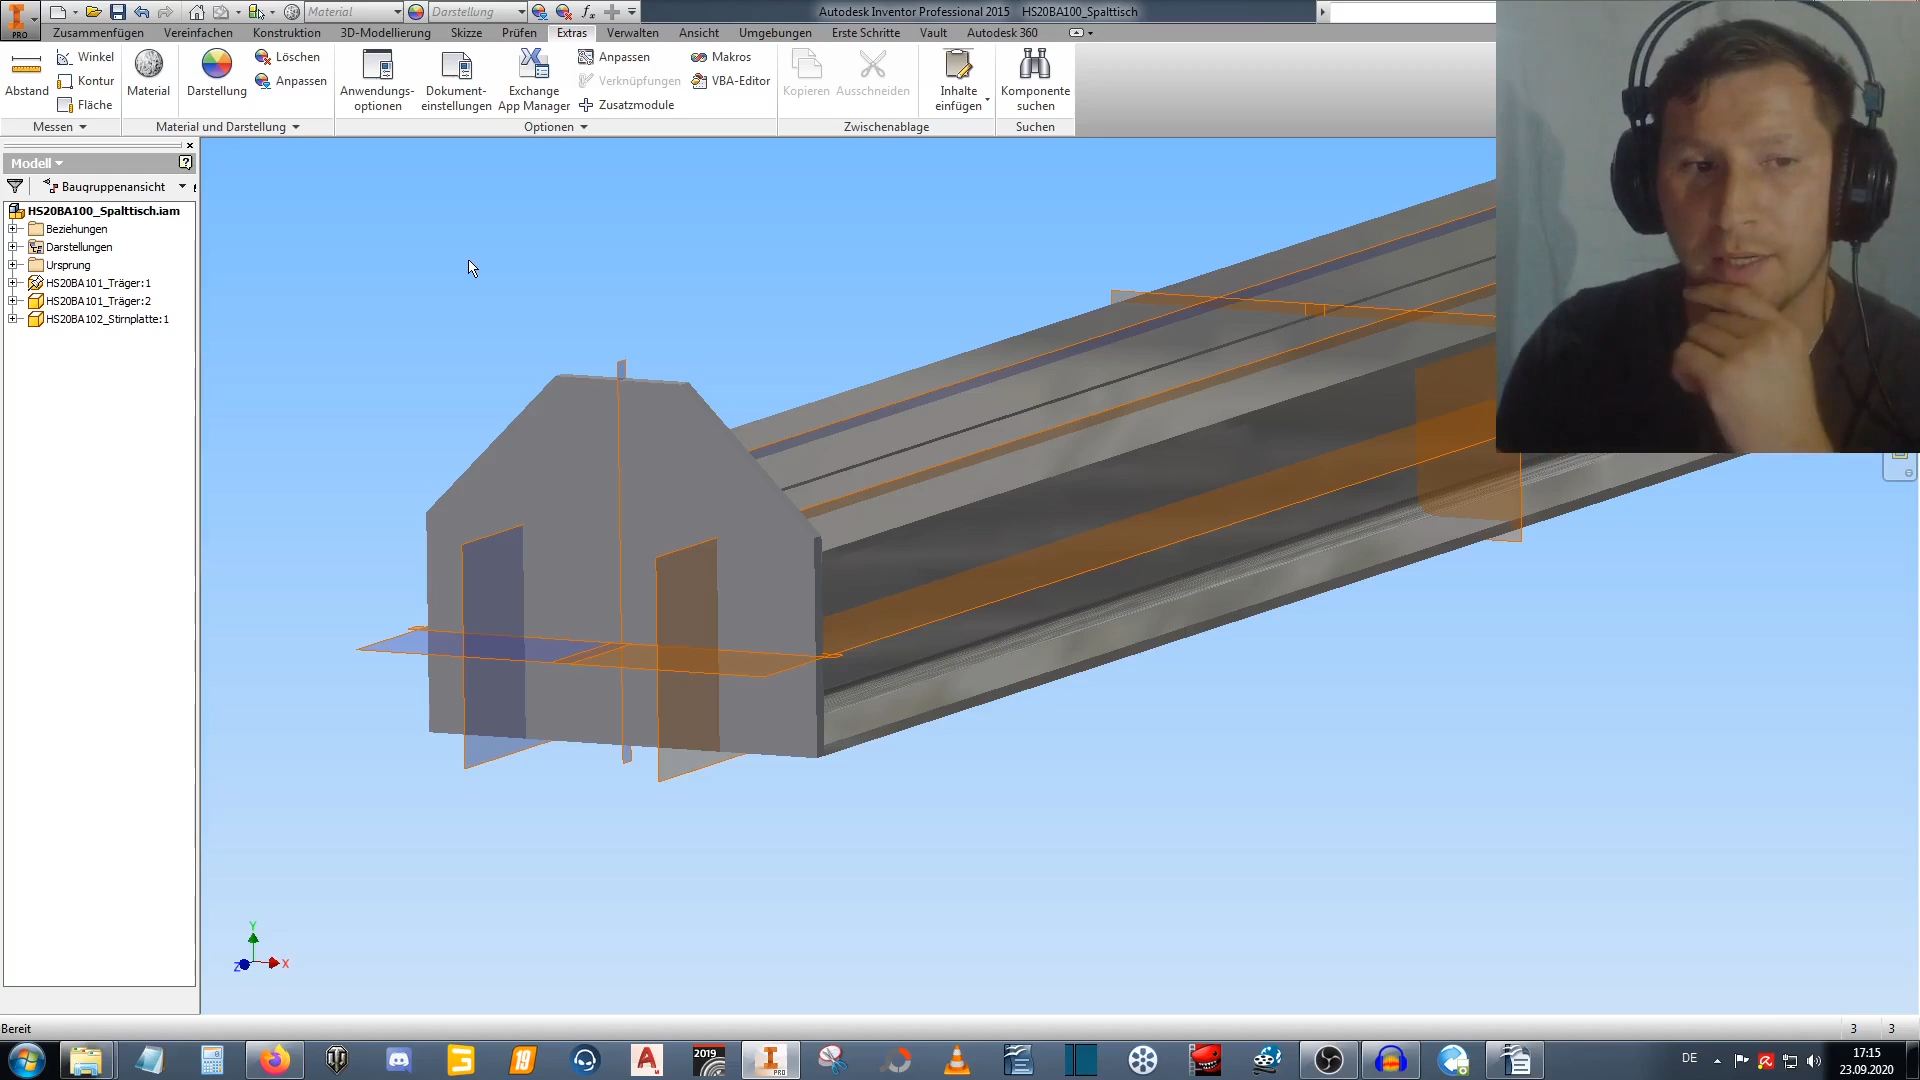 Material
Darstellung
Autodesk Inventor Professional 2015 HS20BA100_Spalttisch
PRO
Zusammenfügen Vereinfachen Konstruktion 3D-Modellierung Skizze Prüfen Extras Verwalten Ansicht Umgebungen Erste Schritte Vault Autodesk 360
Abstand
Winkel
Kontur
Fläche
Material
Darstellung
Löschen
Anpassen
Anwendungs-
optionen
Dokument-
einstellungen
Exchange
App Manager
Anpassen
Verknüpfungen
Zusatzmodule
Makros
VBA-Editor
Kopieren Ausschneiden
Inhalte
einfügen
Komponente
suchen
Messen Material und Darstellung Optionen Zwischenablage Suchen
Modell
Baugruppenansicht
HS20BA100_Spalttisch.iam
Beziehungen
Darstellungen
Ursprung
HS20BA101_Träger:1
HS20BA101_Träger:2
HS20BA102_Stirnplatte:1
Y
Z
X
Bereit
3 3
19
2019
PRO
DE
17:15
23.09.2020